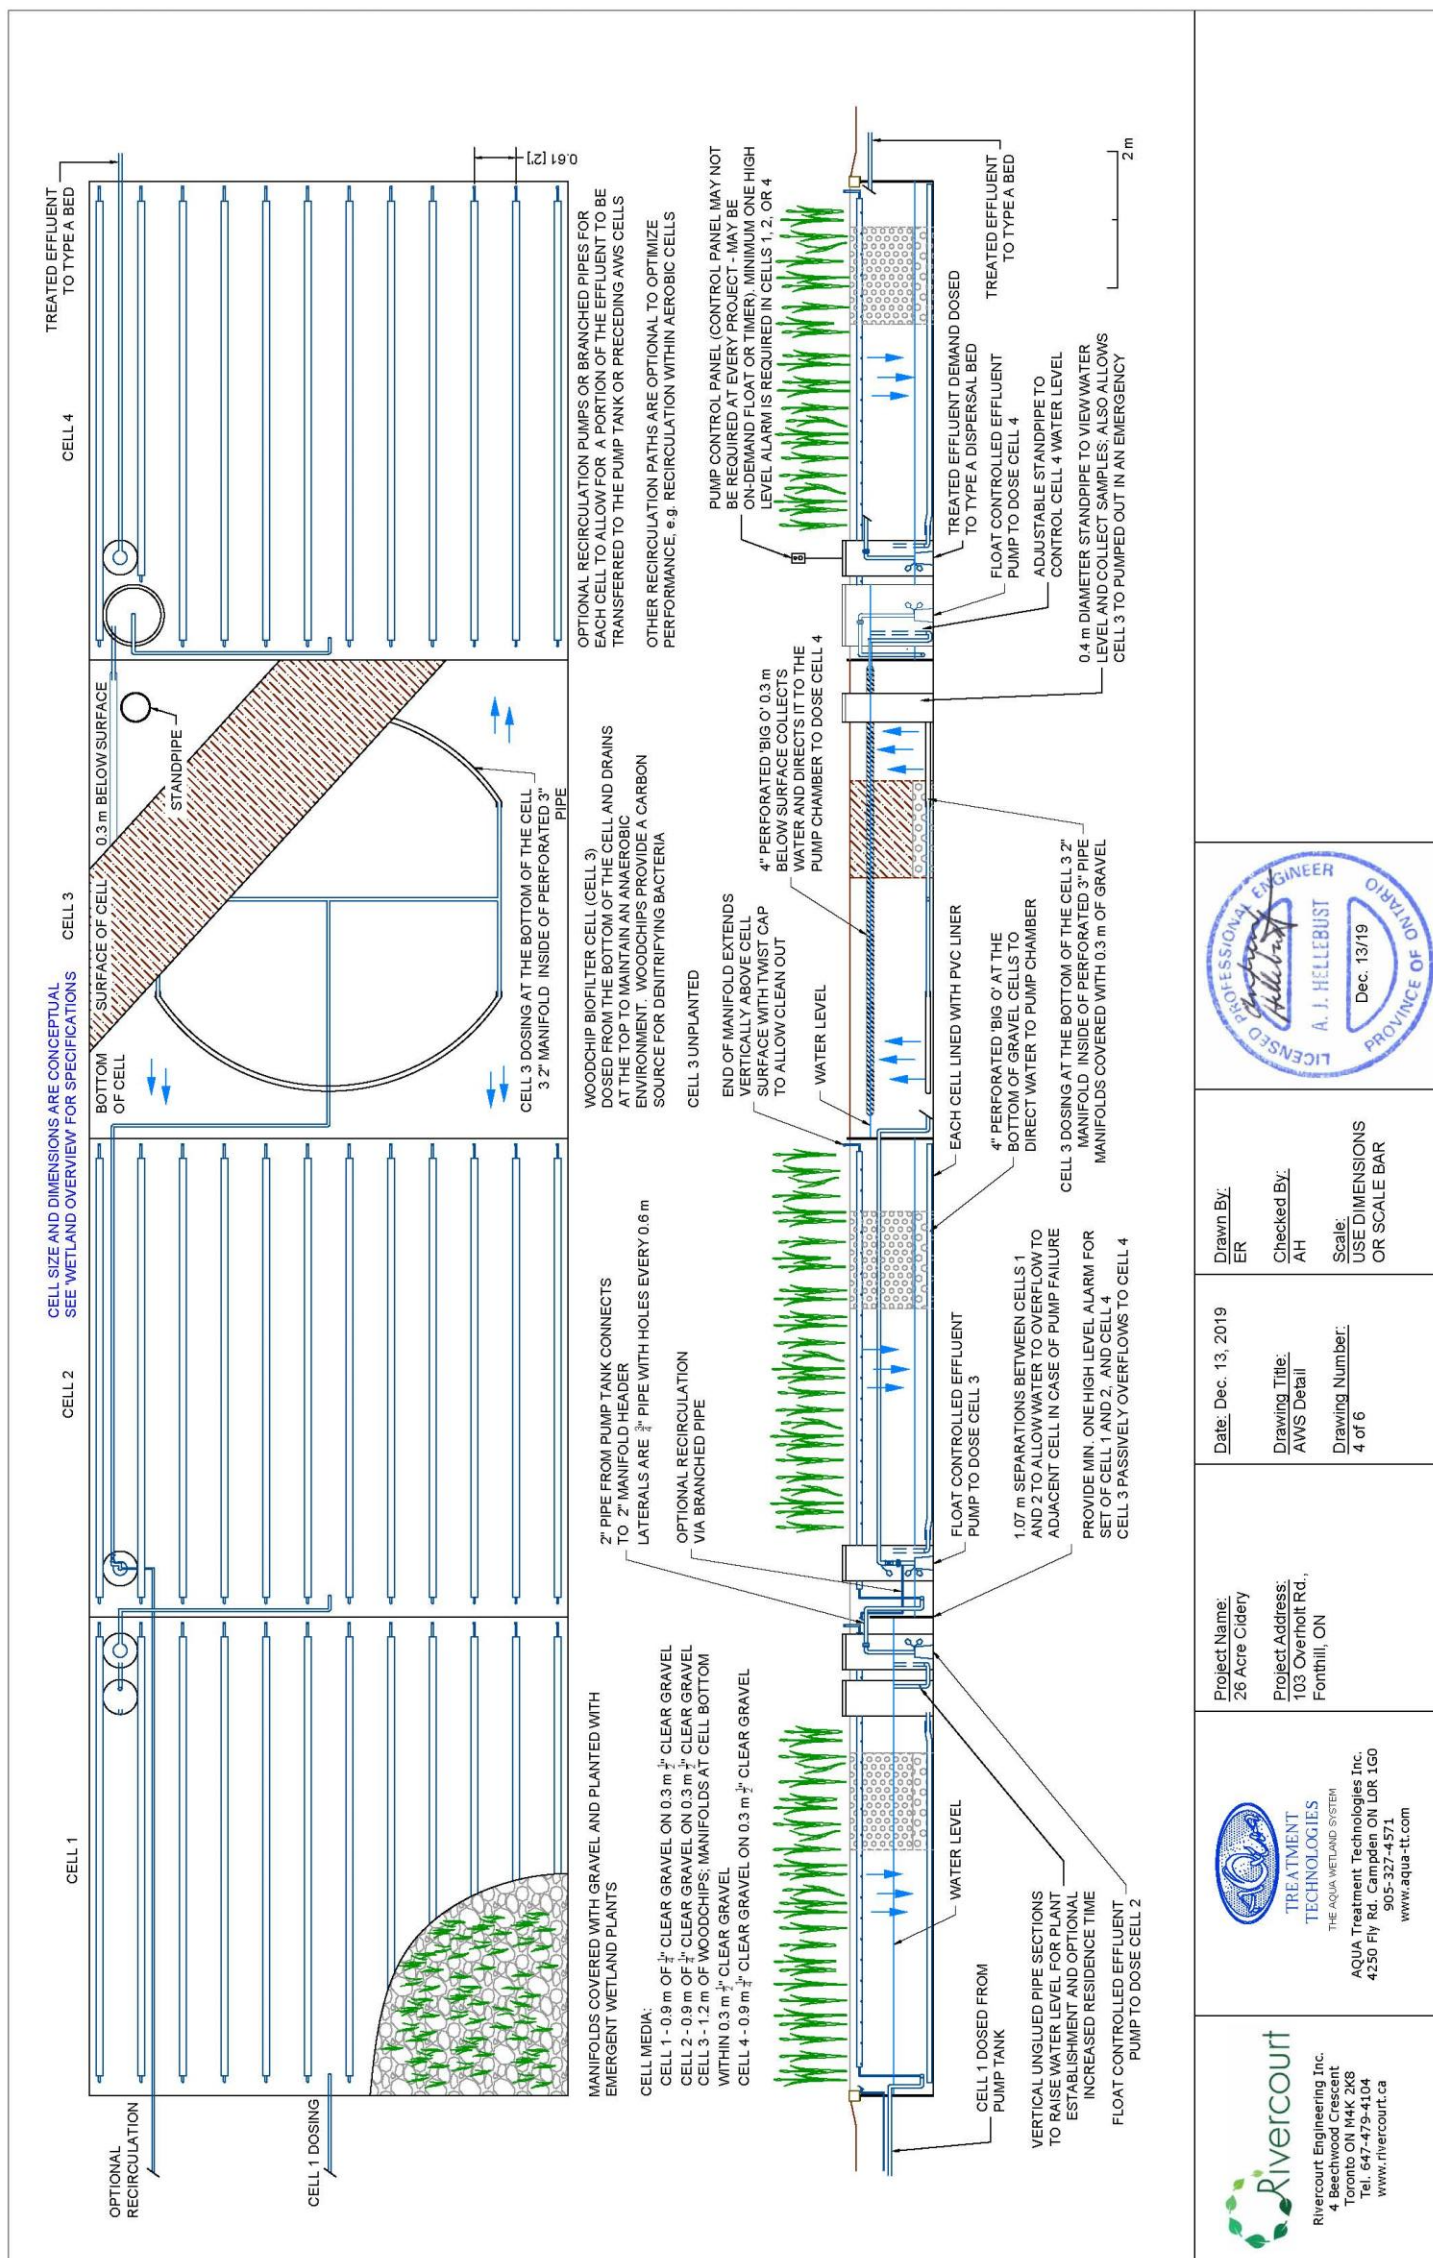 CELL SIZE AND DIMENSIONS ARE CONCEPTUAL
SEE 'WETLAND OVERVIEW' FOR SPECIFICATIONS
CELL 1
CELL 2
CELL 3
CELL 4
TREATED EFFLUENT
TO TYPE A BED
OPTIONAL
RECIRCULATION
CELL 1 DOSING
BOTTOM
OF CELL
SURFACE OF CELL
0.3 m BELOW SURFACE
STANDPIPE
CELL 3 DOSING AT THE BOTTOM OF THE CELL
3 2" MANIFOLD INSIDE OF PERFORATED 3"
PIPE
0.61 [2']
MANIFOLDS COVERED WITH GRAVEL AND PLANTED WITH
EMERGENT WETLAND PLANTS
CELL MEDIA:
CELL 1 - 0.9 m OF ¼" CLEAR GRAVEL ON 0.3 m ½" CLEAR GRAVEL
CELL 2 - 0.9 m OF ¼" CLEAR GRAVEL ON 0.3 m ½" CLEAR GRAVEL
CELL 3 - 1.2 m OF WOODCHIPS; MANIFOLDS AT CELL BOTTOM
WITHIN 0.3 m ½" CLEAR GRAVEL
CELL 4 - 0.9 m ¼" CLEAR GRAVEL ON 0.3 m ½" CLEAR GRAVEL
2" PIPE FROM PUMP TANK CONNECTS
TO 2" MANIFOLD HEADER
LATERALS ARE ¾" PIPE WITH HOLES EVERY 0.6 m
OPTIONAL RECIRCULATION
VIA BRANCHED PIPE
WOODCHIP BIOFILTER CELL (CELL 3)
DOSED FROM THE BOTTOM OF THE CELL AND DRAINS
AT THE TOP TO MAINTAIN AN ANAEROBIC
ENVIRONMENT. WOODCHIPS PROVIDE A CARBON
SOURCE FOR DENITRIFYING BACTERIA
CELL 3 UNPLANTED
END OF MANIFOLD EXTENDS
VERTICALLY ABOVE CELL
SURFACE WITH TWIST CAP
TO ALLOW CLEAN OUT
WATER LEVEL
4" PERFORATED 'BIG O' 0.3 m
BELOW SURFACE COLLECTS
WATER AND DIRECTS IT TO THE
PUMP CHAMBER TO DOSE CELL 4
OPTIONAL RECIRCULATION PUMPS OR BRANCHED PIPES FOR
EACH CELL TO ALLOW FOR A PORTION OF THE EFFLUENT TO BE
TRANSFERRED TO THE PUMP TANK OR PRECEDING AWS CELLS
OTHER RECIRCULATION PATHS ARE OPTIONAL TO OPTIMIZE
PERFORMANCE, e.g. RECIRCULATION WITHIN AEROBIC CELLS
PUMP CONTROL PANEL (CONTROL PANEL MAY NOT
BE REQUIRED AT EVERY PROJECT - MAY BE
ON-DEMAND FLOAT OR TIMER). MINIMUM ONE HIGH
LEVEL ALARM IS REQUIRED IN CELLS 1, 2, OR 4
CELL 1 DOSED FROM
PUMP TANK
WATER LEVEL
VERTICAL UNGLUED PIPE SECTIONS
TO RAISE WATER LEVEL FOR PLANT
ESTABLISHMENT AND OPTIONAL
INCREASED RESIDENCE TIME
FLOAT CONTROLLED EFFLUENT
PUMP TO DOSE CELL 2
FLOAT CONTROLLED EFFLUENT
PUMP TO DOSE CELL 3
1.07 m SEPARATIONS BETWEEN CELLS 1
AND 2 TO ALLOW WATER TO OVERFLOW TO
ADJACENT CELL IN CASE OF PUMP FAILURE
PROVIDE MIN. ONE HIGH LEVEL ALARM FOR
SET OF CELL 1 AND 2, AND CELL 4
CELL 3 PASSIVELY OVERFLOWS TO CELL 4
EACH CELL LINED WITH PVC LINER
4" PERFORATED 'BIG O' AT THE
BOTTOM OF GRAVEL CELLS TO
DIRECT WATER TO PUMP CHAMBER
CELL 3 DOSING AT THE BOTTOM OF THE CELL 3 2"
MANIFOLD INSIDE OF PERFORATED 3" PIPE
MANIFOLDS COVERED WITH 0.3 m OF GRAVEL
TREATED EFFLUENT DEMAND DOSED
TO TYPE A DISPERSAL BED
FLOAT CONTROLLED EFFLUENT
PUMP TO DOSE CELL 4
ADJUSTABLE STANDPIPE TO
CONTROL CELL 4 WATER LEVEL
0.4 m DIAMETER STANDPIPE TO VIEW WATER
LEVEL AND COLLECT SAMPLES; ALSO ALLOWS
CELL 3 TO PUMPED OUT IN AN EMERGENCY
TREATED EFFLUENT
TO TYPE A BED
2 m
Rivercourt
Rivercourt Engineering Inc.
4 Beechwood Crescent
Toronto ON M4K 2K8
Tel. 647-479-4104
www.rivercourt.ca
aqua
TREATMENT
TECHNOLOGIES
THE AQUA WETLAND SYSTEM
AQUA Treatment Technologies Inc.
4250 Fly Rd. Campden ON L0R 1G0
905-327-4571
www.aqua-tt.com
Project Name:
26 Acre Cidery
Project Address:
103 Overholt Rd.,
Fonthill, ON
Date: Dec. 13, 2019
Drawing Title:
AWS Detail
Drawing Number:
4 of 6
Drawn By:
ER
Checked By:
AH
Scale:
USE DIMENSIONS
OR SCALE BAR
LICENSED PROFESSIONAL ENGINEER
Hellebust
A. J. HELLEBUST
Dec. 13/19
PROVINCE OF ONTARIO